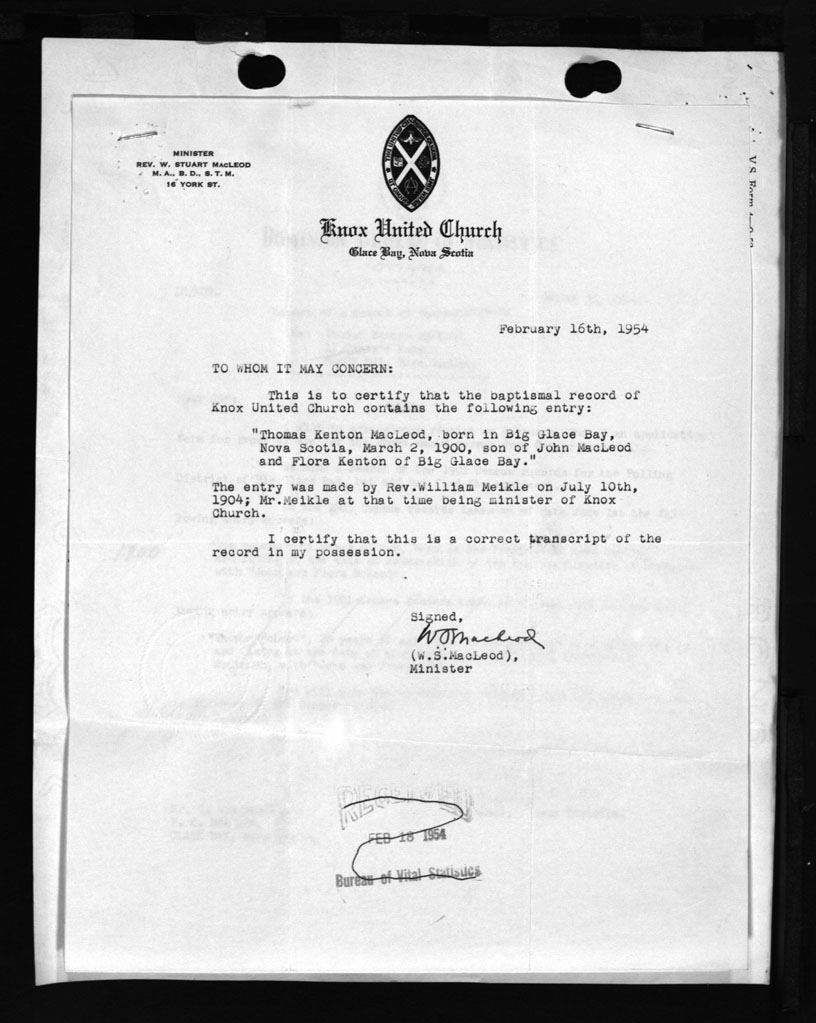 MINISTER
REV. W. STUART MACLEOD
M. A., B. D., S. T. M.
16 YORK ST.
Knox United Church
Glace Bay, Nova Scotia
February 16th, 1954
TO WHOM IT MAY CONCERN:
This is to certify that the baptismal record of
Knox United Church contains the following entry:
"Thomas Kenton MacLeod, born in Big Glace Bay,
Nova Scotia, March 2, 1900, son of John MacLeod
and Flora Kenton of Big Glace Bay."
The entry was made by Rev.William Meikle on July 10th,
1904; Mr.Meikle at that time being minister of Knox
Church.
I certify that this is a correct transcript of the
record in my possession.
Signed,
W S MacLeod
(W.S.MacLeod),
Minister
RECEIVED
FEB 18 1954
Bureau of Vital Statistics
V.S. Form
1900